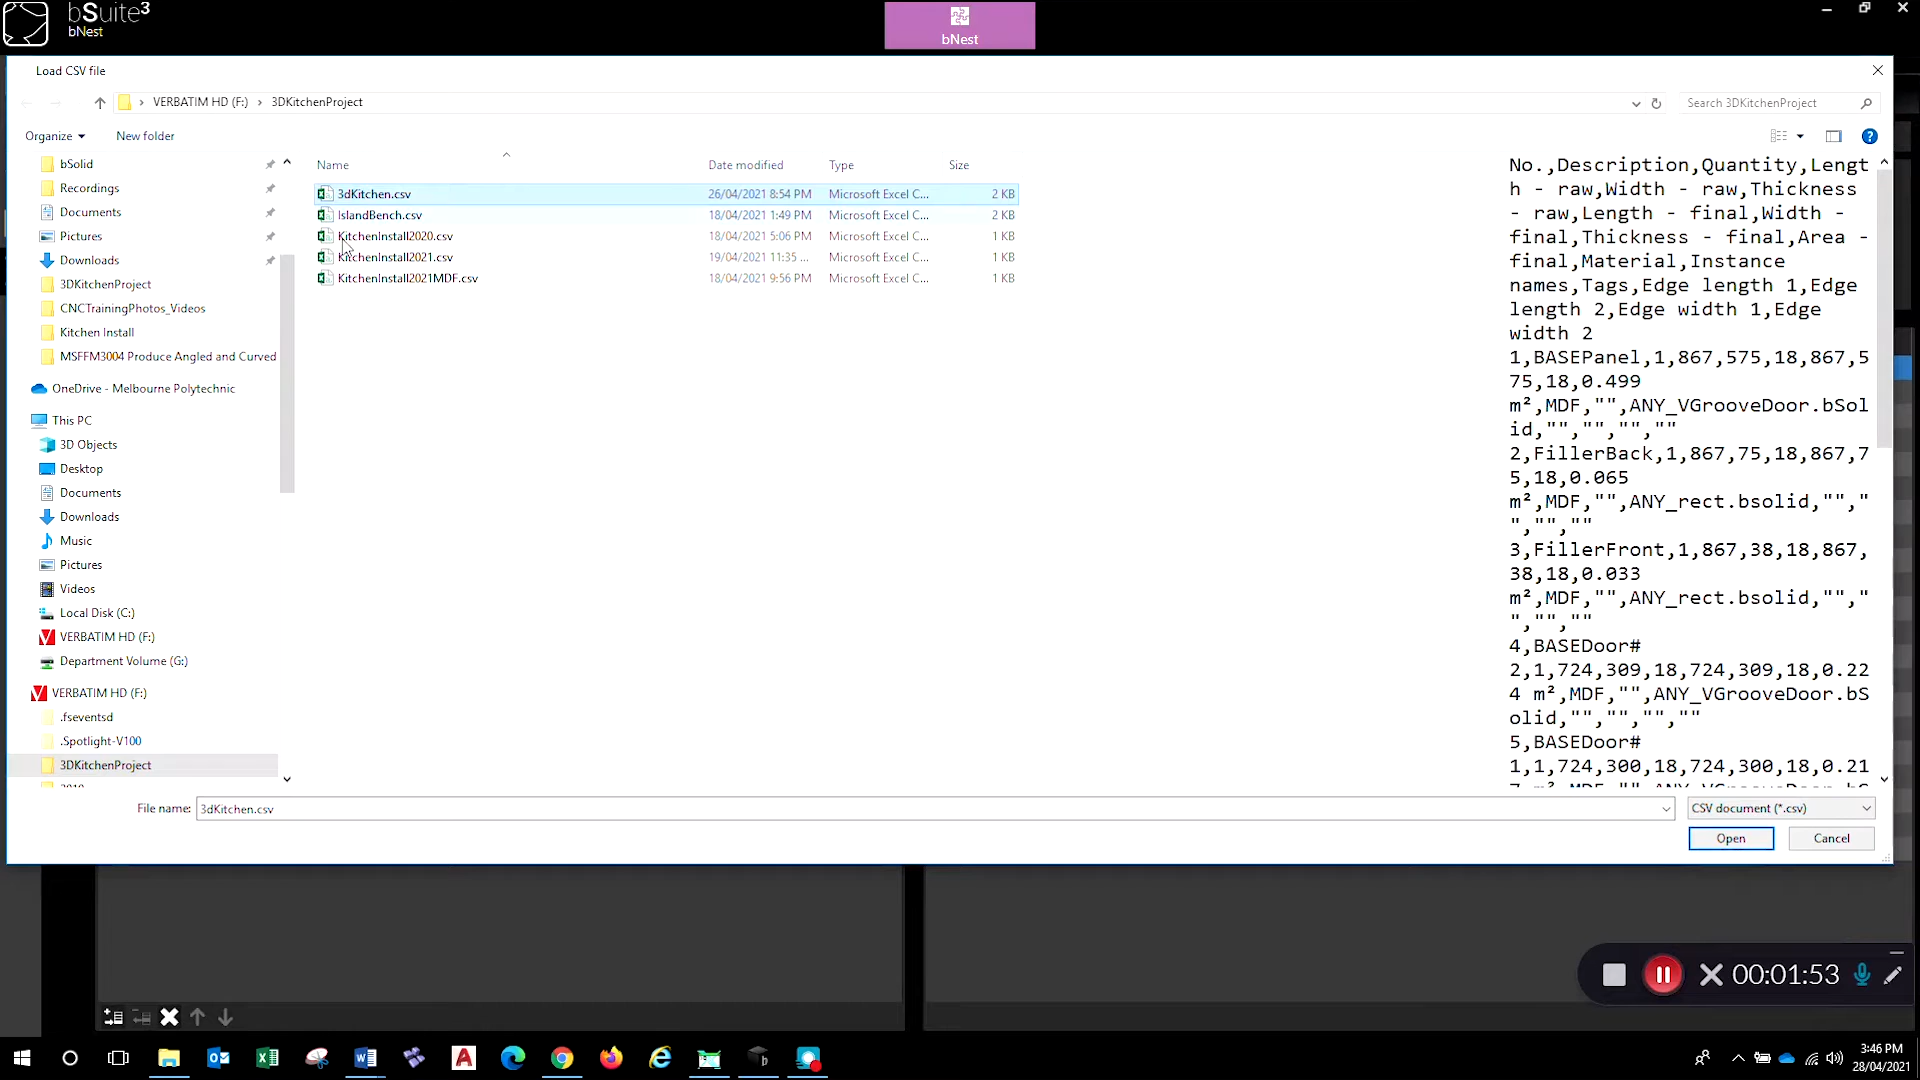 bSuite³
bNest
bNest
Load CSV file
VERBATIM HD (F:) › 3DKitchenProject
Search 3DKitchenProject
Organize
New folder
bSolid
Recordings
Documents
Pictures
Downloads
3DKitchenProject
CNCTrainingPhotos_Videos
Kitchen Install
MSFFM3004 Produce Angled and Curved
OneDrive - Melbourne Polytechnic
This PC
3D Objects
Desktop
Documents
Downloads
Music
Pictures
Videos
Local Disk (C:)
VERBATIM HD (F:)
Department Volume (G:)
VERBATIM HD (F:)
.fseventsd
.Spotlight-V100
3DKitchenProject
Name Date modified Type Size
3dKitchen.csv 26/04/2021 8:54 PM Microsoft Excel C... 2 KB
IslandBench.csv 18/04/2021 1:49 PM Microsoft Excel C... 2 KB
KitchenInstall2020.csv 18/04/2021 5:06 PM Microsoft Excel C... 1 KB
KitchenInstall2021.csv 19/04/2021 11:35 ... Microsoft Excel C... 1 KB
KitchenInstall2021MDF.csv 18/04/2021 9:56 PM Microsoft Excel C... 1 KB
No.,Description,Quantity,Lengt
h - raw,Width - raw,Thickness
- raw,Length - final,Width -
final,Thickness - final,Area -
final,Material,Instance
names,Tags,Edge length 1,Edge
length 2,Edge width 1,Edge
width 2
1,BASEPanel,1,867,575,18,867,5
75,18,0.499
m²,MDF,"",ANY_VGrooveDoor.bSol
id,"","","",""
2,FillerBack,1,867,75,18,867,7
5,18,0.065
m²,MDF,"",ANY_rect.bsolid,"","
","",""
3,FillerFront,1,867,38,18,867,
38,18,0.033
m²,MDF,"",ANY_rect.bsolid,"","
","",""
4,BASEDoor#
2,1,724,309,18,724,309,18,0.22
4 m²,MDF,"",ANY_VGrooveDoor.bS
olid,"","","",""
5,BASEDoor#
1,1,724,300,18,724,300,18,0.21
File name: 3dKitchen.csv
CSV document (*.csv)
Open
Cancel
00:01:53
3:46 PM
28/04/2021